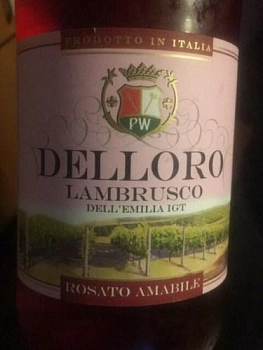 PRODOTTO IN ITALIA
PW
DELLORO
LAMBRUSCO
DELL'EMILIA IGT
ROSATO AMABILE